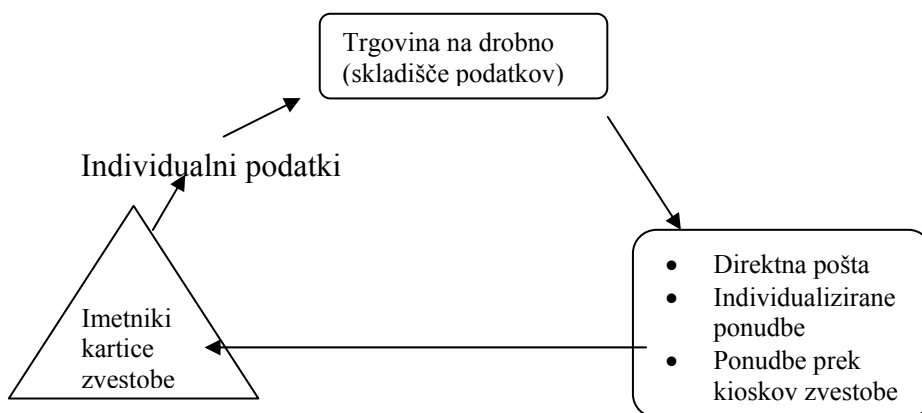 Trgovina na drobno
(skladišče podatkov)
Individualni podatki
Imetniki
kartice
zvestobe
• Direktna pošta
• Individualizirane
ponudbe
• Ponudbe prek
kioskov zvestobe